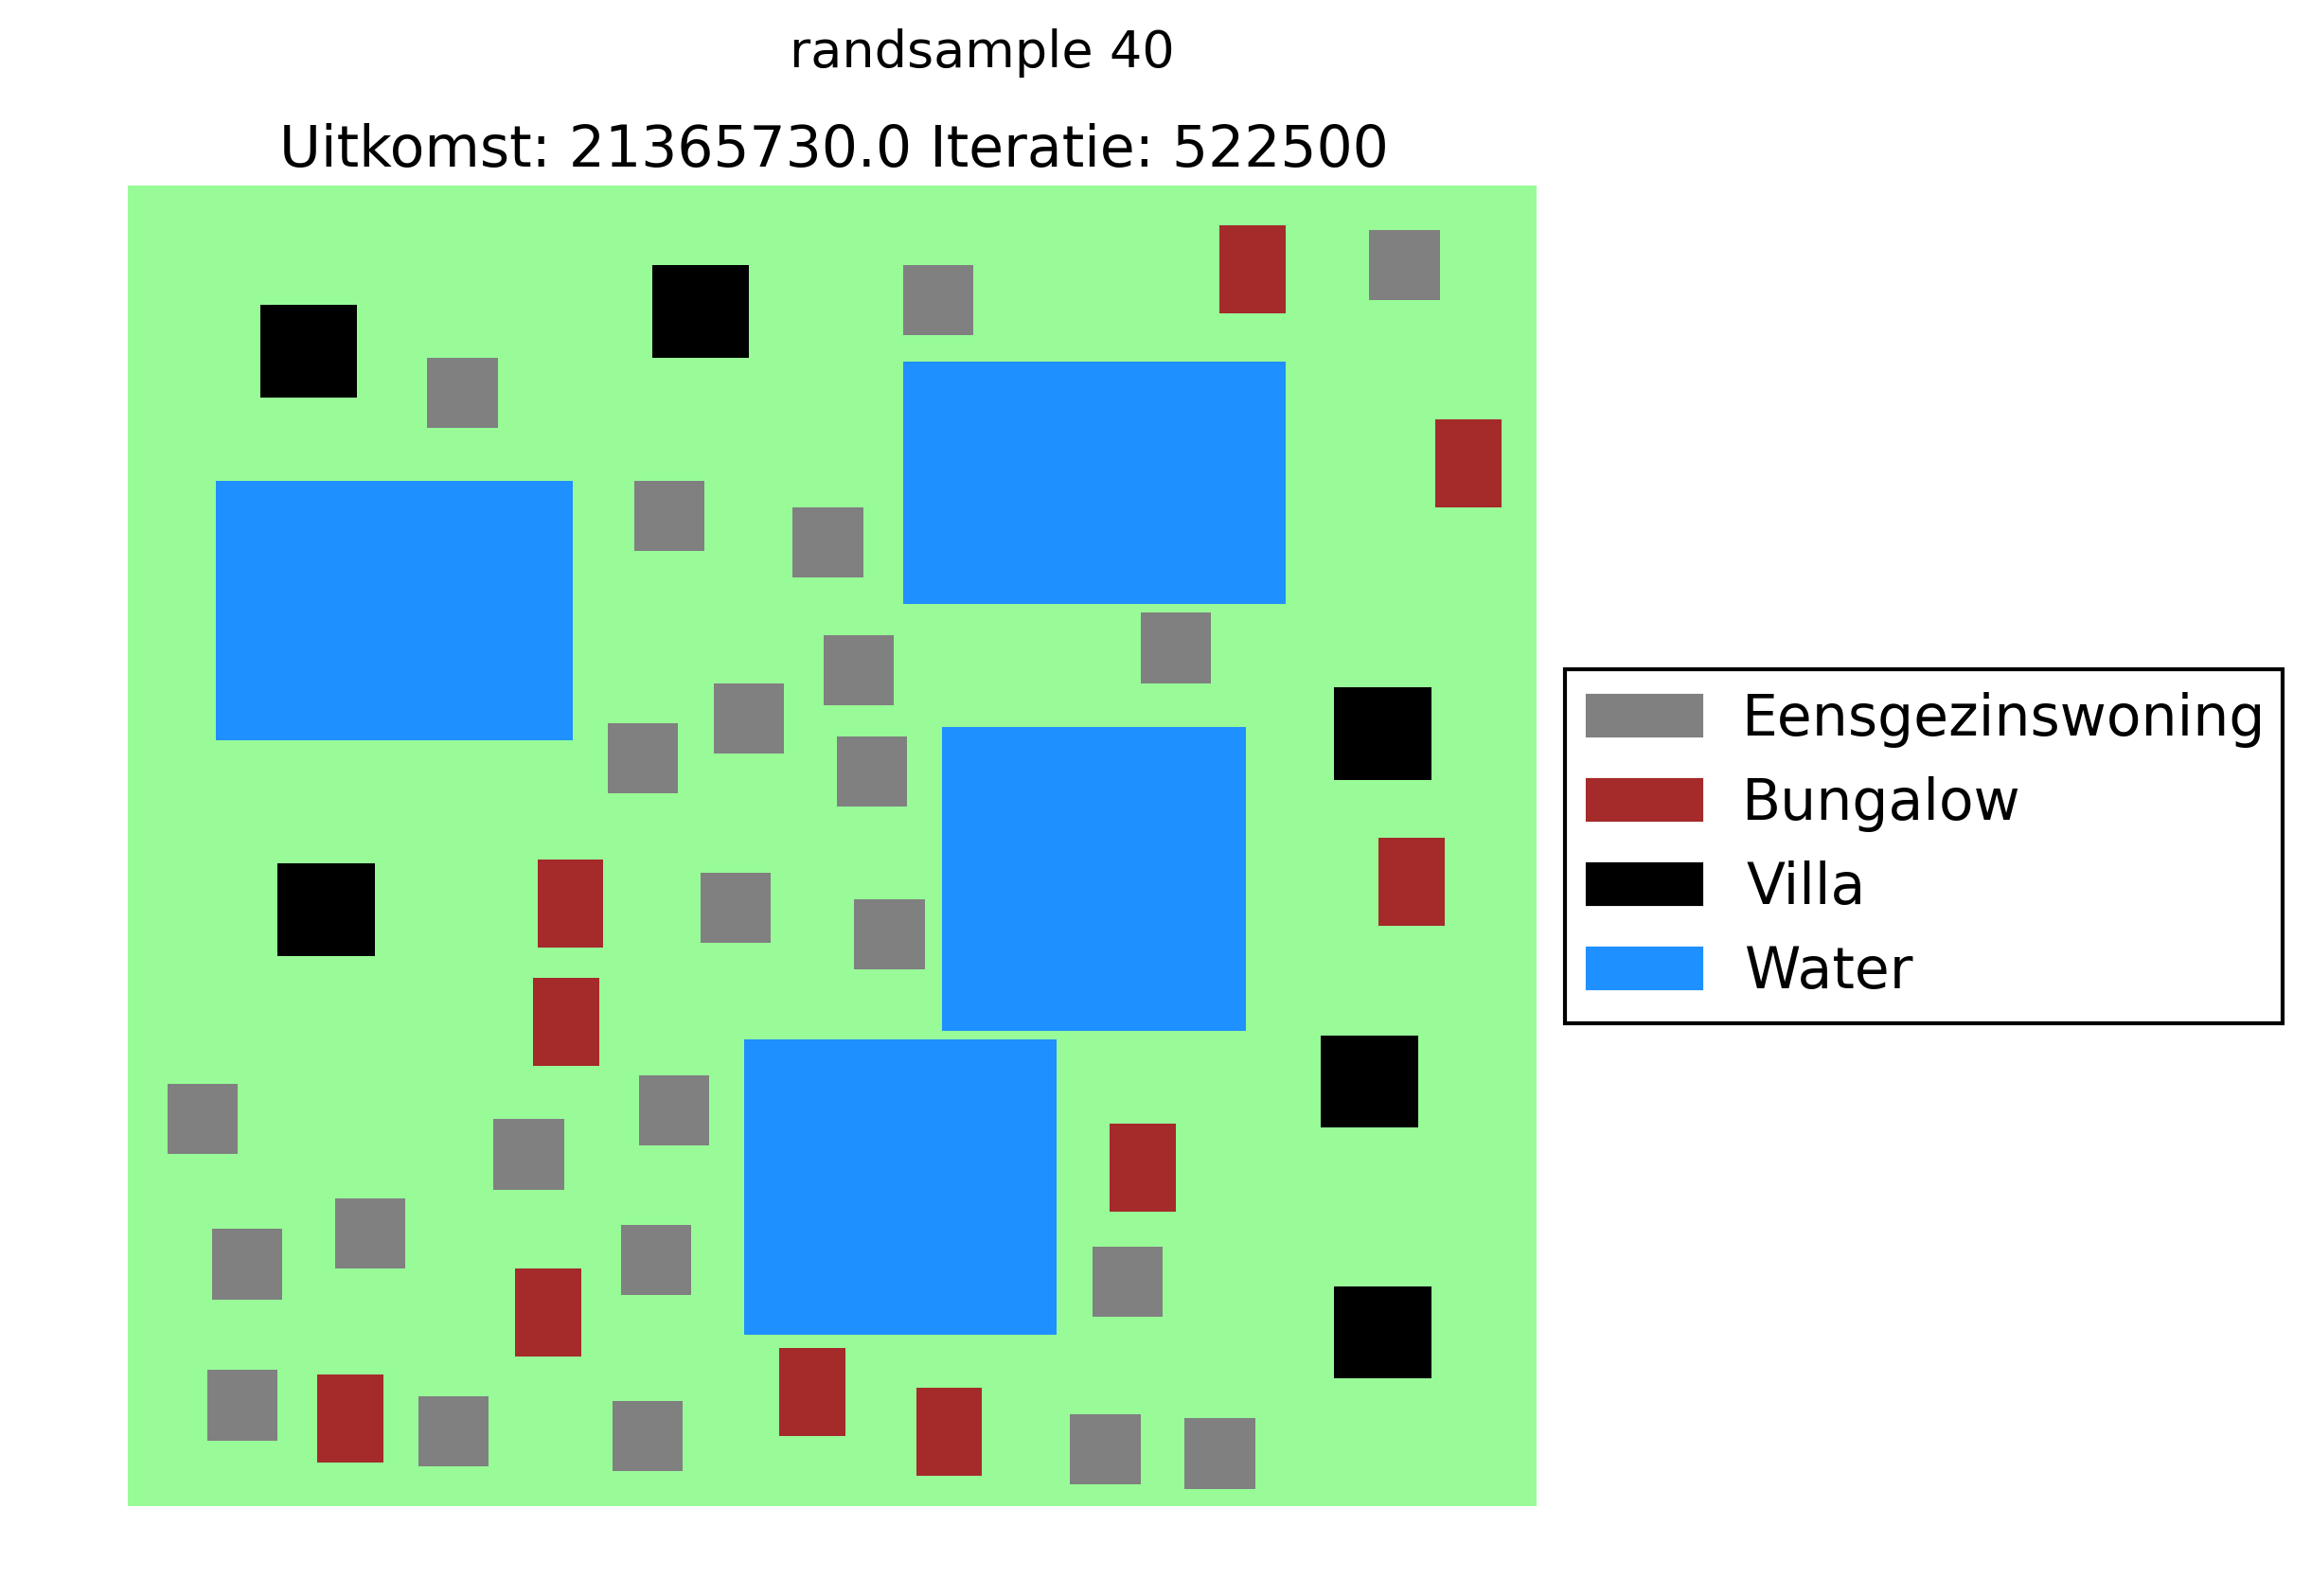 randsample 40
Uitkomst: 21365730.0 Iteratie: 522500
Eensgezinswoning
Bungalow
Villa
Water